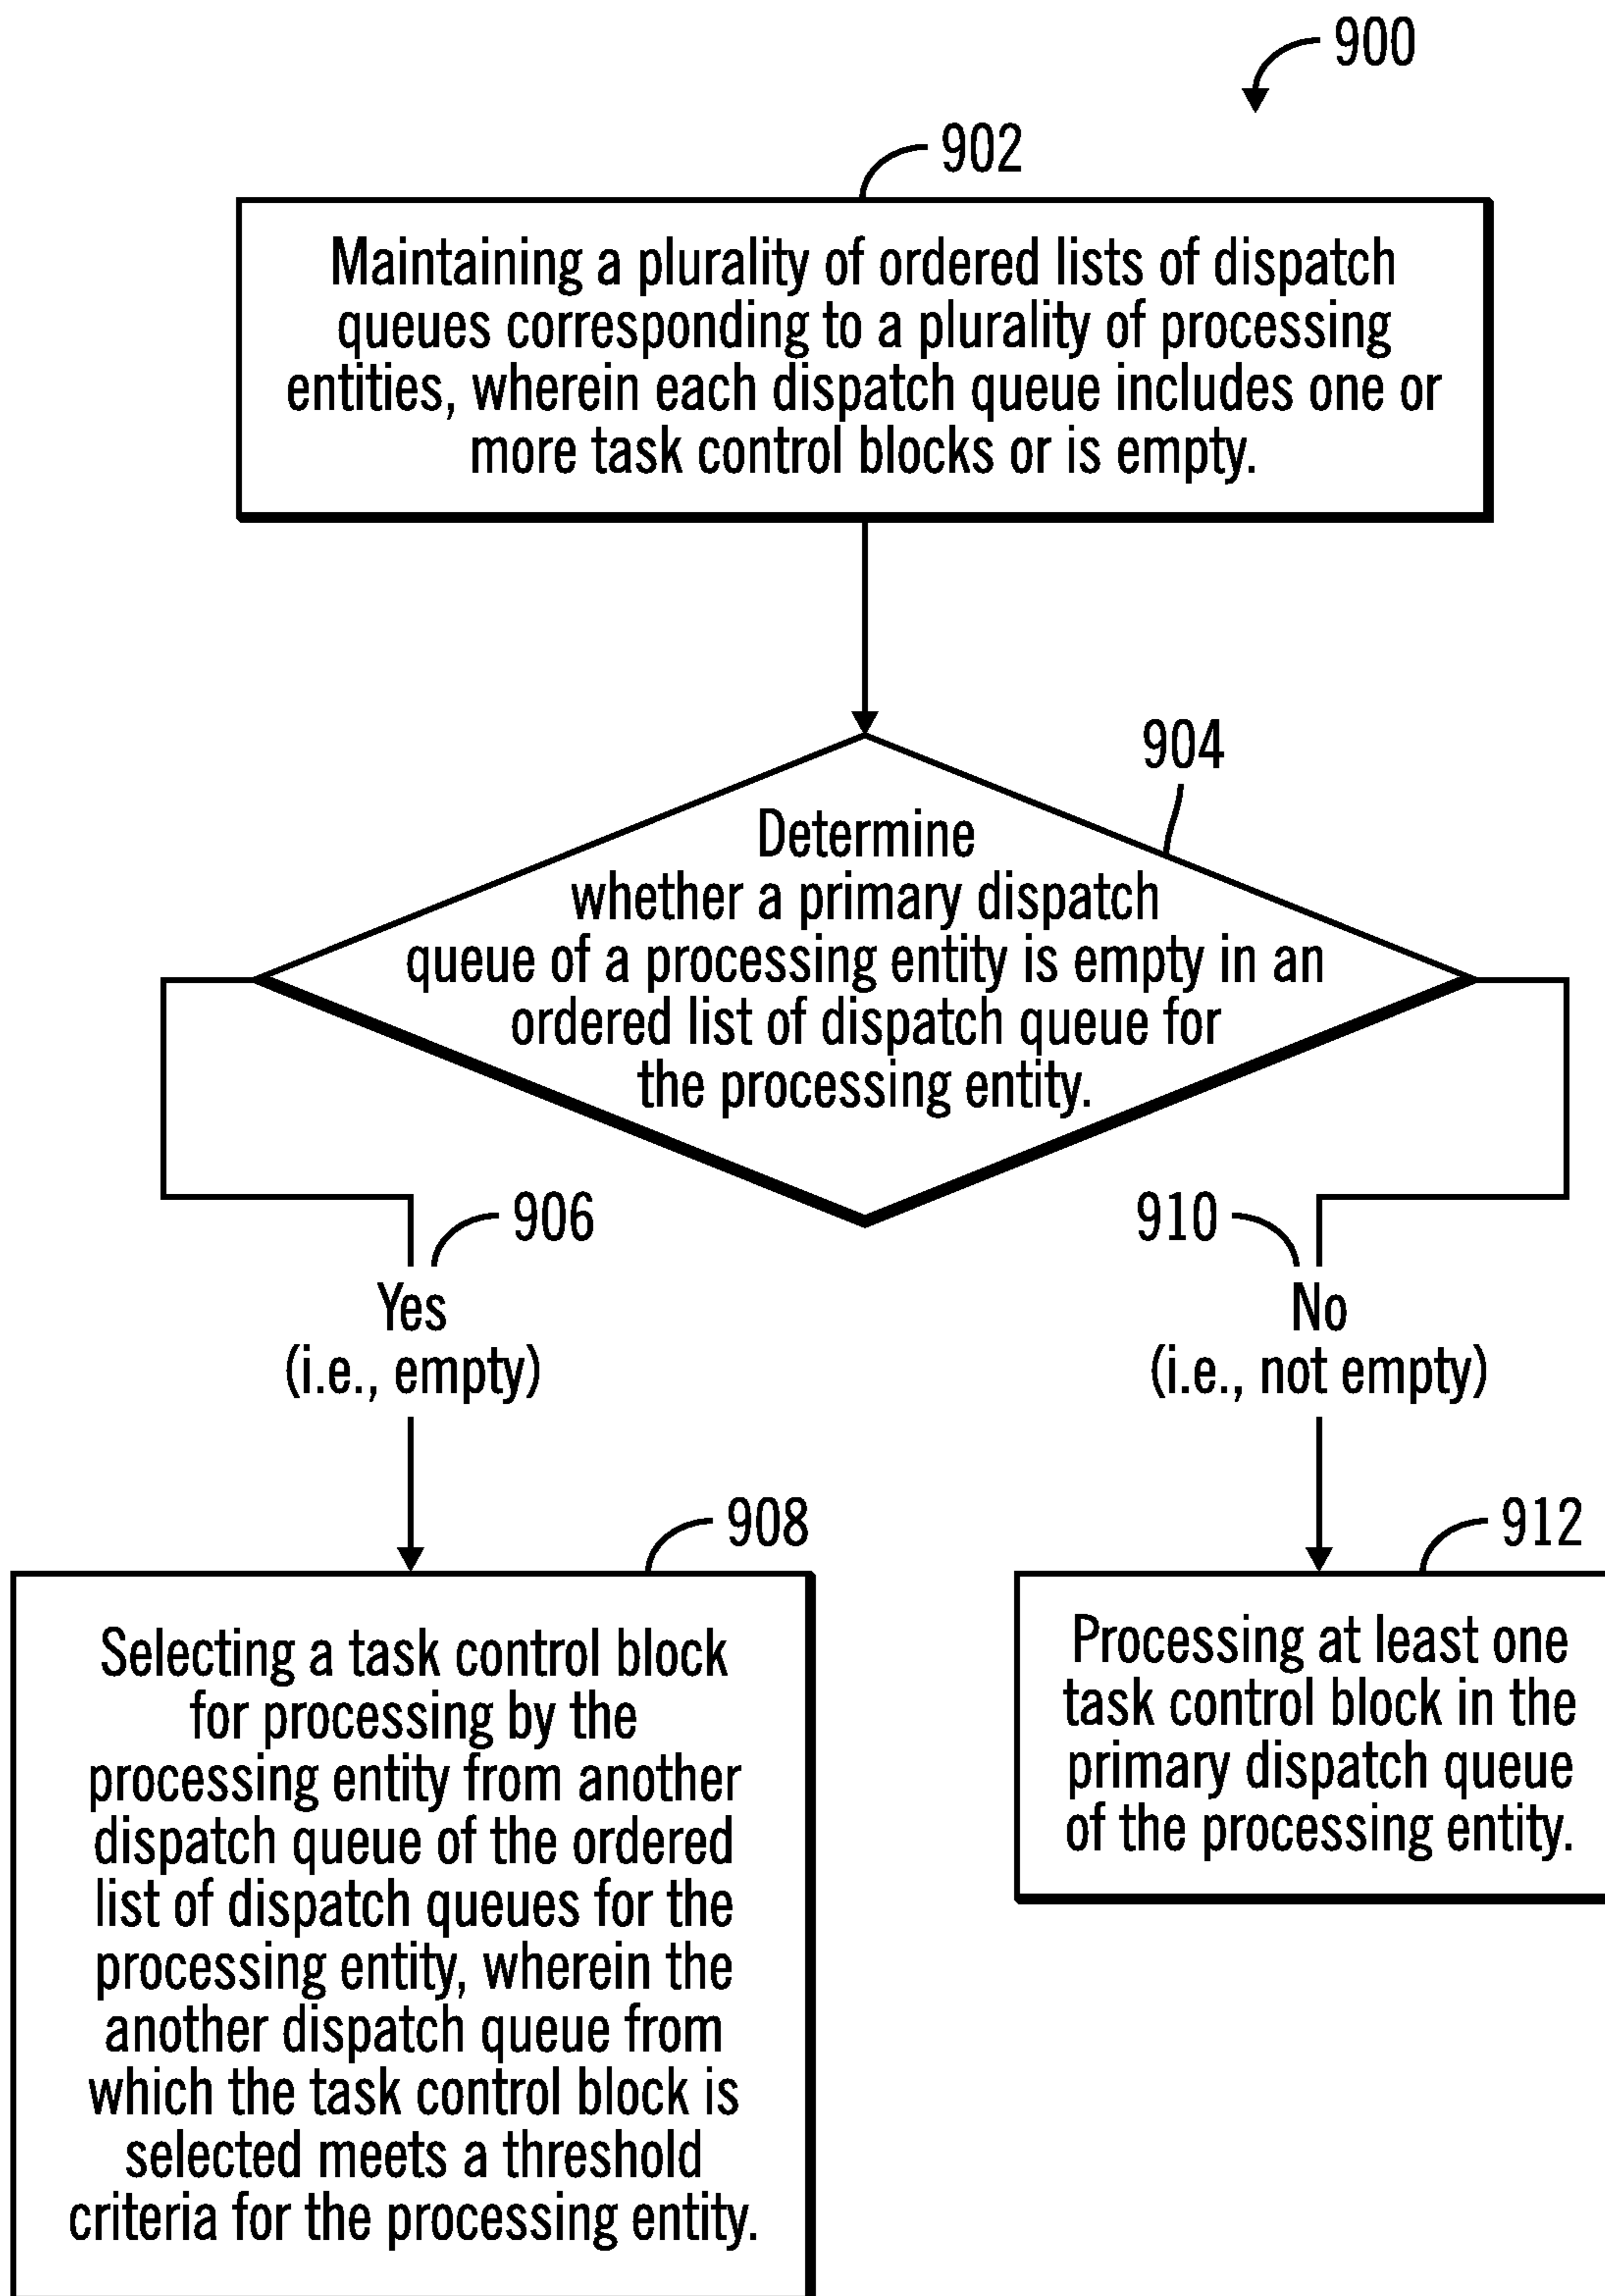 900
902
Maintaining a plurality of ordered lists of dispatch
queues corresponding to a plurality of processing
entities, wherein each dispatch queue includes one or
more task control blocks or is empty.
904
Determine
whether a primary dispatch
queue of a processing entity is empty in an
ordered list of dispatch queue for
the processing entity.
906
Yes
(i.e., empty)
910
No
(i.e., not empty)
908
Selecting a task control block
for processing by the
processing entity from another
dispatch queue of the ordered
list of dispatch queues for the
processing entity, wherein the
another dispatch queue from
which the task control block is
selected meets a threshold
criteria for the processing entity.
912
Processing at least one
task control block in the
primary dispatch queue
of the processing entity.